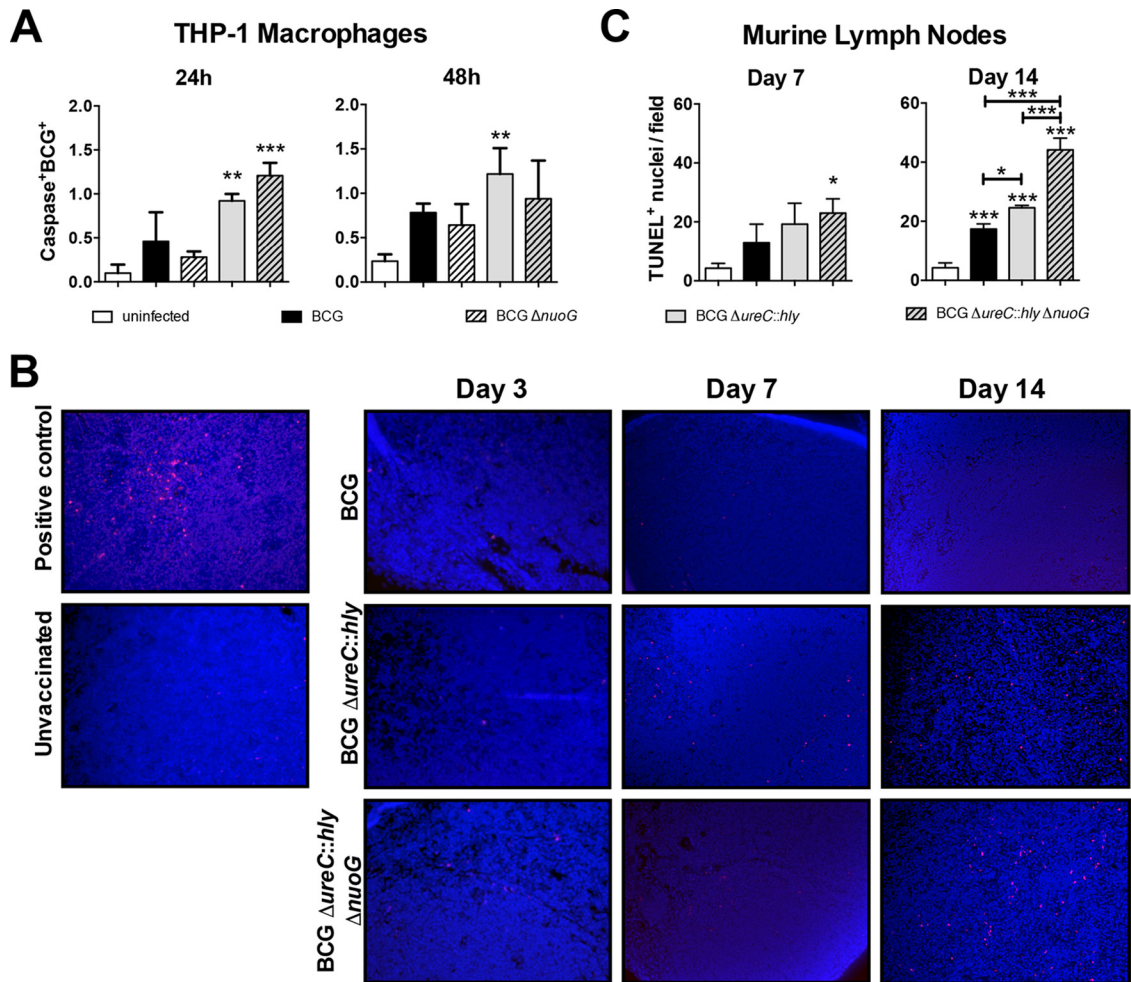 A
THP-1 Macrophages
24h
48h
Caspase⁺BCG⁺
2.0
1.5
1.0
0.5
0.0
**
***
2.0
1.5
1.0
0.5
0.0
**
C
Murine Lymph Nodes
Day 7
Day 14
TUNEL⁺ nuclei / field
60
40
20
0
*
60
40
20
0
***
***
***
*
***
***
uninfected
BCG
BCG ΔnuoG
BCG ΔureC::hly
BCG ΔureC::hly ΔnuoG
B
Day 3
Day 7
Day 14
Positive control
BCG
Unvaccinated
BCG ΔureC::hly
BCG ΔureC::hly
ΔnuoG